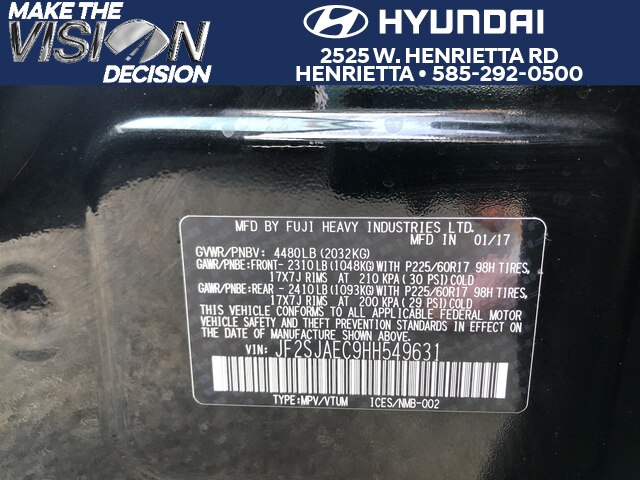 MAKE THE
VISION
DECISION
HYUNDAI
2525 W. HENRIETTA RD
HENRIETTA • 585-292-0500
MFD BY FUJI HEAVY INDUSTRIES LTD.
MFD IN 01/17
GVWR/PNBV: 4480LB (2032KG)
GAWR/PNBE: FRONT- 2310LB (1048KG) WITH P225/60R17 98H TIRES,
17X7J RIMS AT 210 KPA (30 PSI) COLD
GAWR/PNBE: REAR - 2410LB (1093KG) WITH P225/60R17 98H TIRES,
17X7J RIMS AT 200 KPA (29 PSI) COLD
THIS VEHICLE CONFORMS TO ALL APPLICABLE FEDERAL MOTOR
VEHICLE SAFETY BUMPER, AND THEFT PREVENTION STANDARDS IN EFFECT ON
THE DATE OF MANUFACTURE SHOWN ABOVE.
VIN: JF2SJAEC9HH549631
TYPE:MPV/VTUM ICES/NMB-002